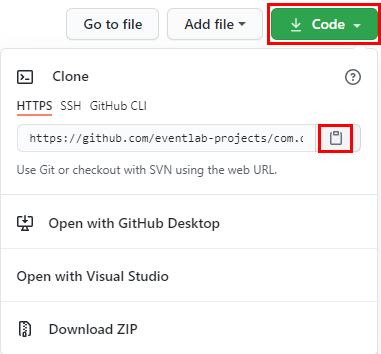 Go to file Add file Code
Clone
HTTPS SSH GitHub CLI
https://github.com/eventlab-projects/com.
Use Git or checkout with SVN using the web URL.
Open with GitHub Desktop
Open with Visual Studio
Download ZIP